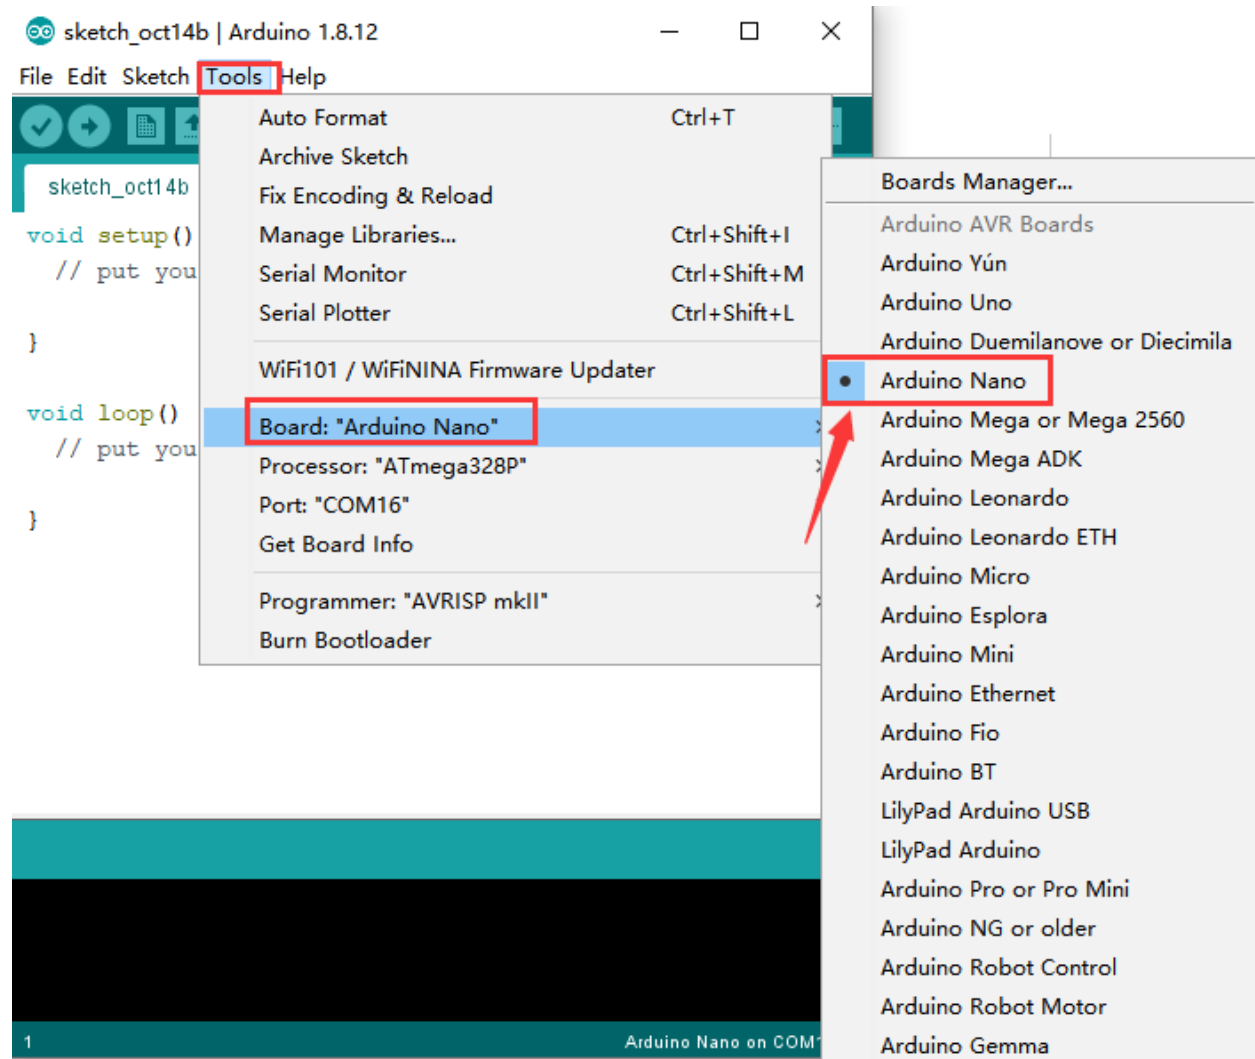 sketch_oct14b | Arduino 1.8.12
File Edit Sketch Tools Help
sketch_oct14b
void setup()
// put you
}
void loop()
// put you
}
Auto Format Ctrl+T
Archive Sketch
Fix Encoding & Reload
Manage Libraries... Ctrl+Shift+I
Serial Monitor Ctrl+Shift+M
Serial Plotter Ctrl+Shift+L
WiFi101 / WiFiNINA Firmware Updater
Board: "Arduino Nano"
Processor: "ATmega328P"
Port: "COM16"
Get Board Info
Programmer: "AVRISP mkII"
Burn Bootloader
Boards Manager...
Arduino AVR Boards
Arduino Yún
Arduino Uno
Arduino Duemilanove or Diecimila
Arduino Nano
Arduino Mega or Mega 2560
Arduino Mega ADK
Arduino Leonardo
Arduino Leonardo ETH
Arduino Micro
Arduino Esplora
Arduino Mini
Arduino Ethernet
Arduino Fio
Arduino BT
LilyPad Arduino USB
LilyPad Arduino
Arduino Pro or Pro Mini
Arduino NG or older
Arduino Robot Control
Arduino Robot Motor
Arduino Gemma
1 Arduino Nano on COM1